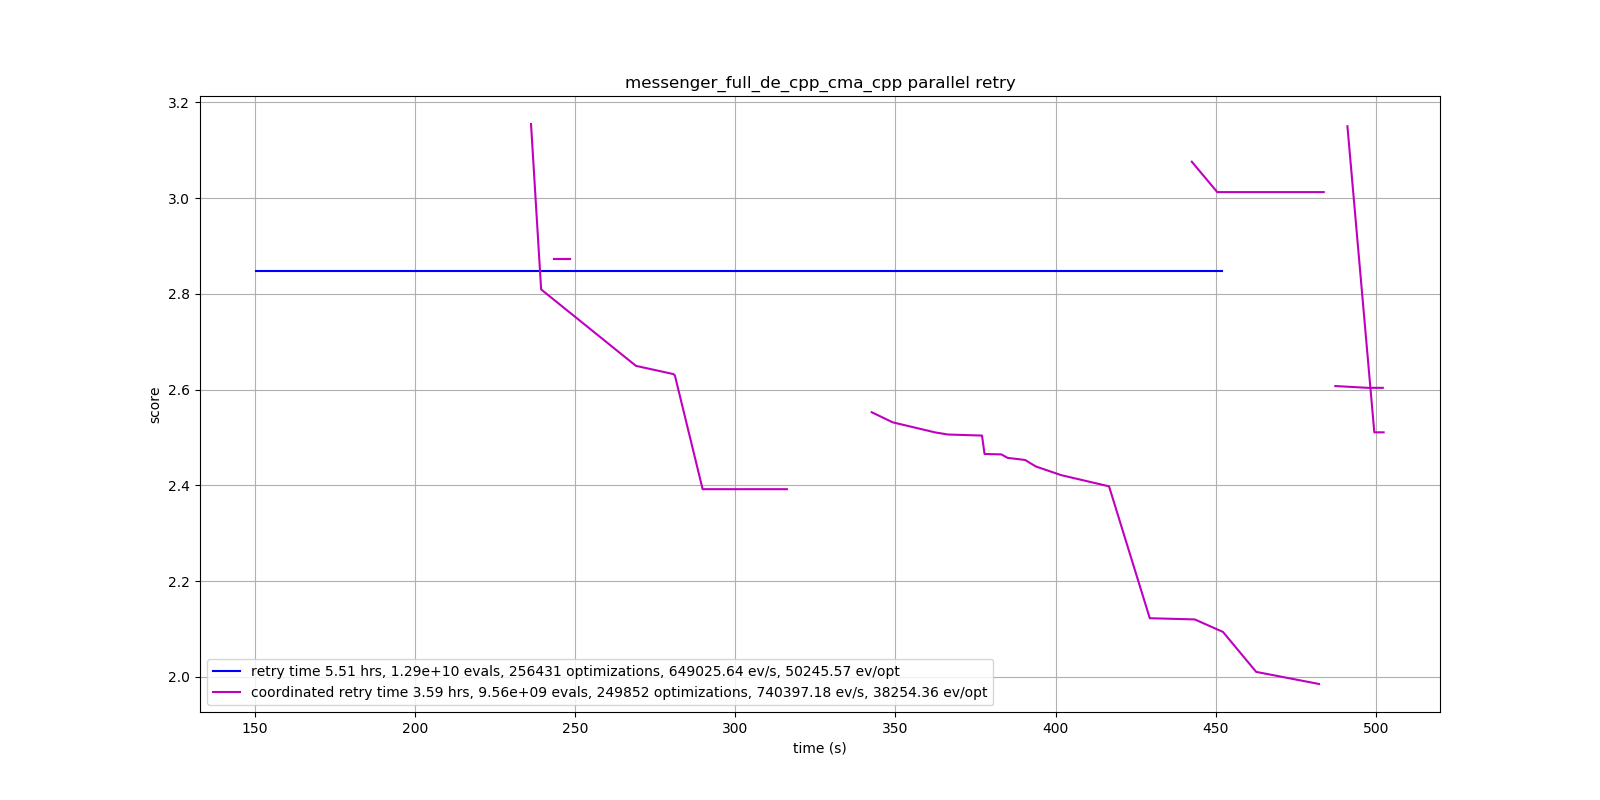 messenger_full_de_cpp_cma_cpp parallel retry
3.2
3.0
2.8
2.6
2.4
2.2
2.0
score
retry time 5.51 hrs, 1.29e+10 evals, 256431 optimizations, 649025.64 ev/s, 50245.57 ev/opt
coordinated retry time 3.59 hrs, 9.56e+09 evals, 249852 optimizations, 740397.18 ev/s, 38254.36 ev/opt
150 200 250 300 350 400 450 500
time (s)